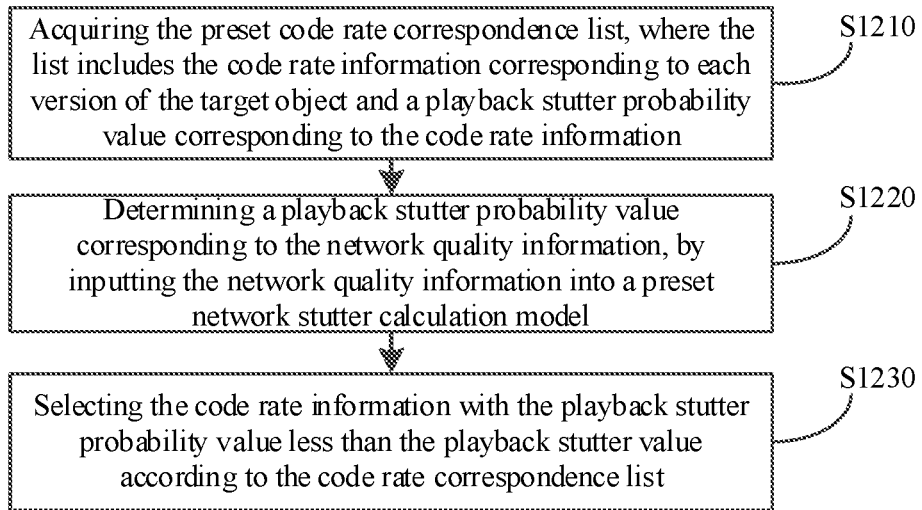 Acquiring the preset code rate correspondence list, where the
list includes the code rate information corresponding to each
version of the target object and a playback stutter probability
value corresponding to the code rate information
S1210
Determining a playback stutter probability value
corresponding to the network quality information, by
inputting the network quality information into a preset
network stutter calculation model
S1220
Selecting the code rate information with the playback stutter
probability value less than the playback stutter value
according to the code rate correspondence list
S1230